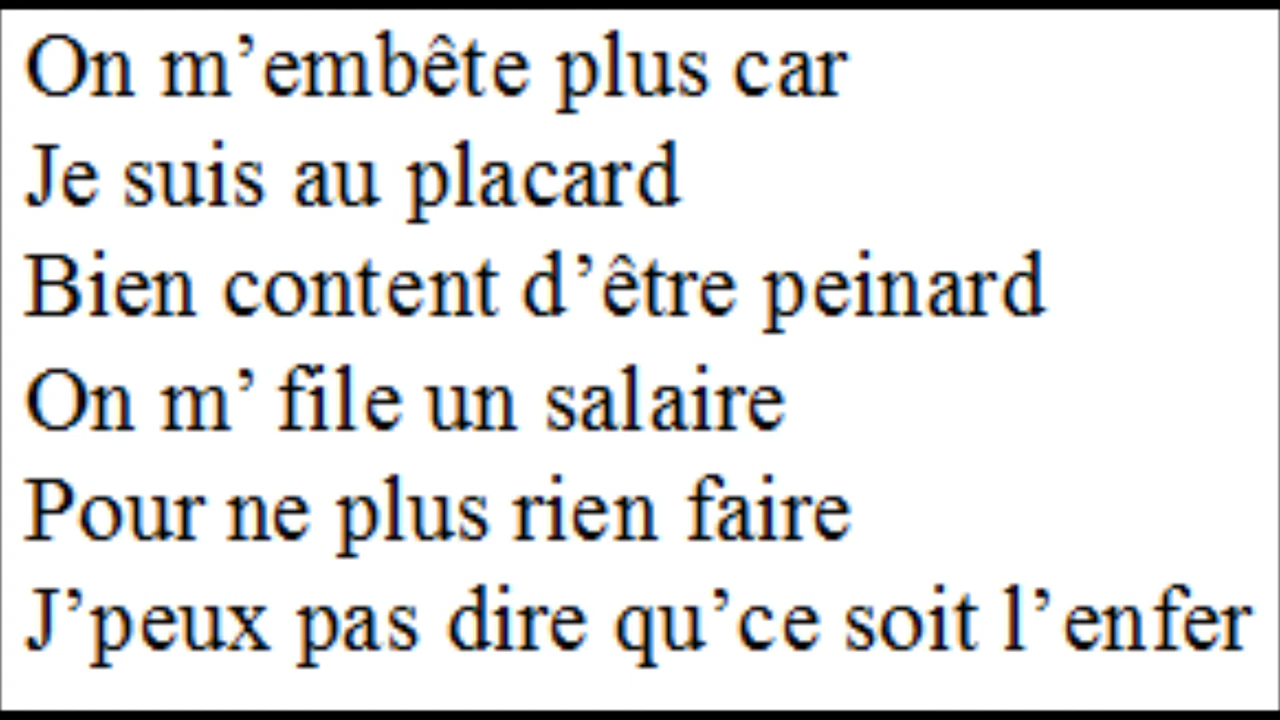 On m’embête plus car
Je suis au placard
Bien content d’être peinard
On m’ file un salaire
Pour ne plus rien faire
J’peux pas dire qu’ce soit l’enfer